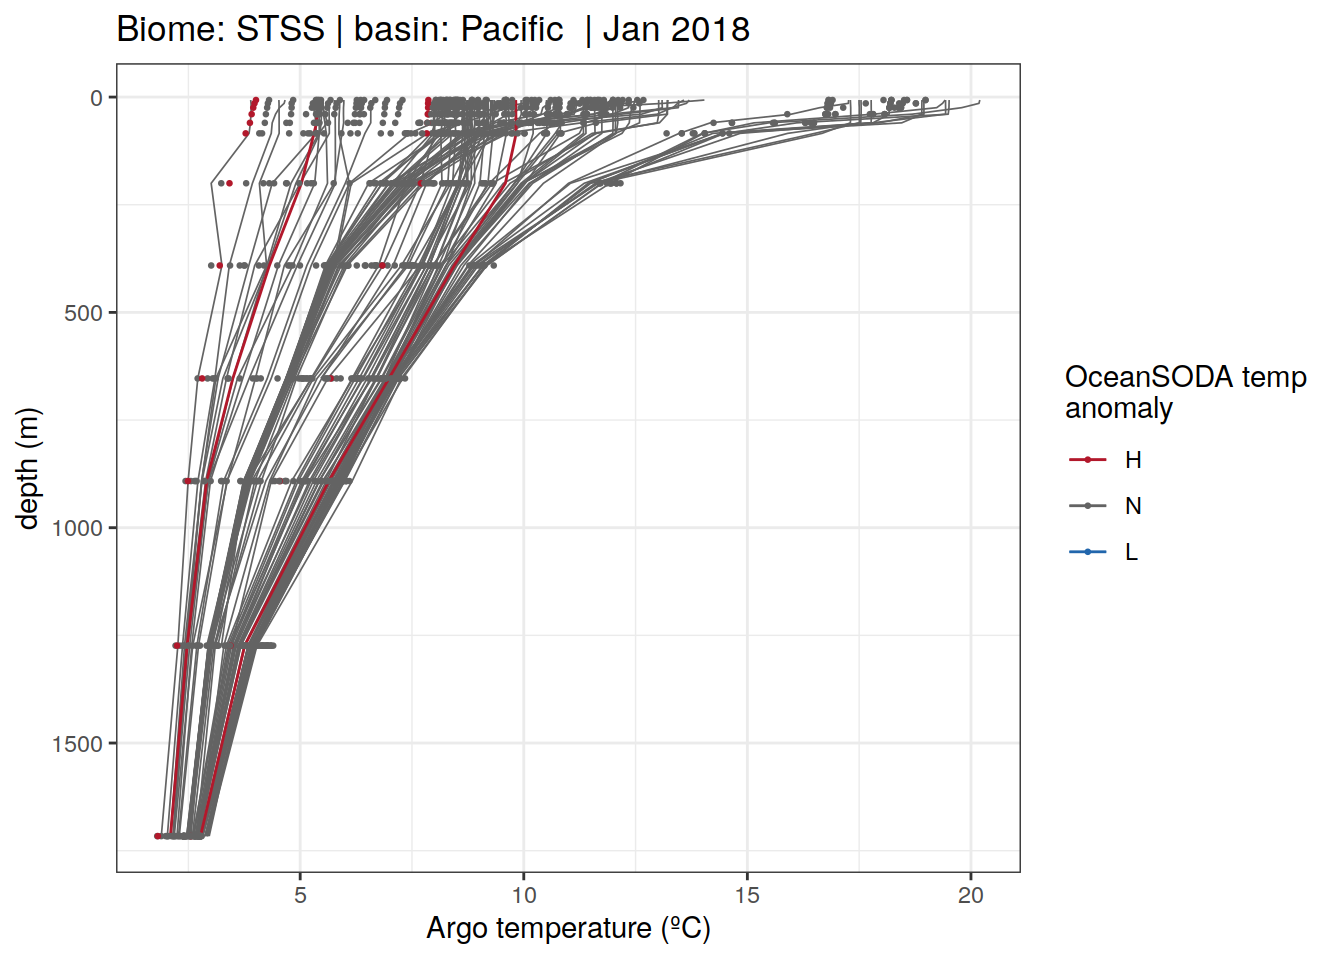 Biome: STSS | basin: Pacific  | Jan 2018
0
500
1000
1500
depth (m)
5
10
15
20
Argo temperature (ºC)
OceanSODA temp
anomaly
H
N
L